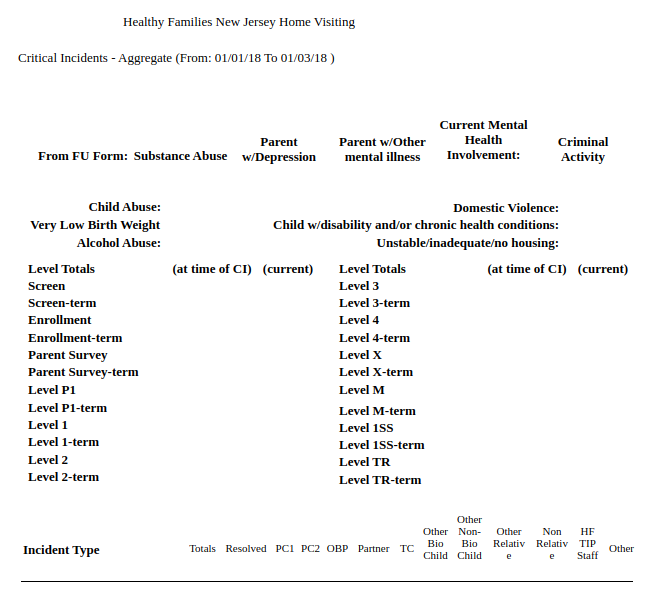 Healthy Families New Jersey Home Visiting
Critical Incidents - Aggregate (From: 01/01/18 To 01/03/18 )
From FU Form: Substance Abuse
Parent
w/Depression
Parent w/Other
mental illness
Current Mental
Health
Involvement:
Criminal
Activity
Child Abuse:
Domestic Violence:
Very Low Birth Weight
Child w/disability and/or chronic health conditions:
Alcohol Abuse:
Unstable/inadequate/no housing:
Level Totals (at time of CI) (current)
Screen
Screen-term
Enrollment
Enrollment-term
Parent Survey
Parent Survey-term
Level P1
Level P1-term
Level 1
Level 1-term
Level 2
Level 2-term
Level Totals (at time of CI) (current)
Level 3
Level 3-term
Level 4
Level 4-term
Level X
Level X-term
Level M
Level M-term
Level 1SS
Level 1SS-term
Level TR
Level TR-term
Incident Type
Totals
Resolved
PC1
PC2
OBP
Partner
TC
Other
Bio
Child
Other
Non-
Bio
Child
Other
Relativ
e
Non
Relativ
e
HF
TIP
Staff
Other